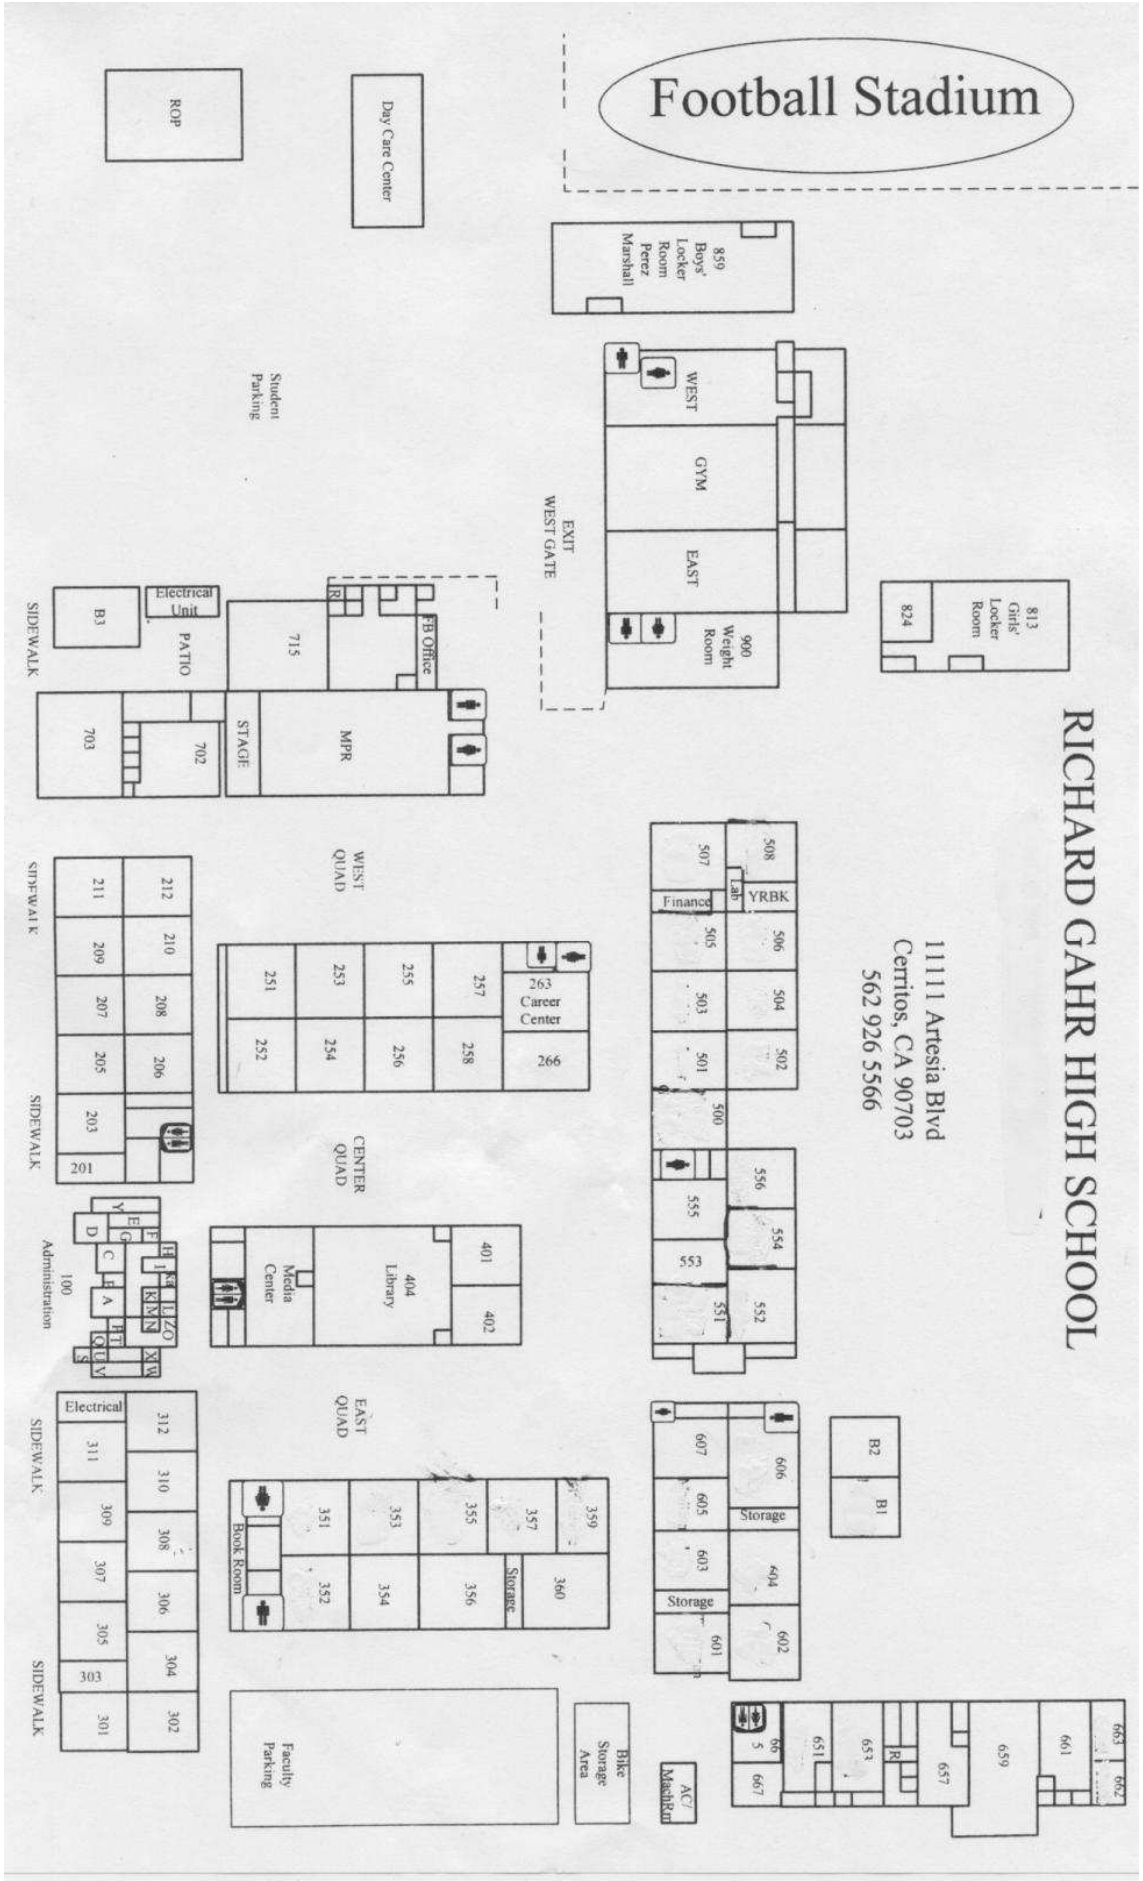 Football Stadium
ROP
Day Care Center
859
Boys'
Locker
Room
Perez
Marshall
Student
Parking
WEST
GYM
EAST
EXIT
WEST GATE
900
Weight
Room
813
Girls'
Locker
Room
824
RICHARD GAHR HIGH SCHOOL
11111 Artesia Blvd
Cerritos, CA 90703
562 926 5566
SIDEWALK
B3
Electrical
Unit
PATIO
715
R
FB Office
703
702
STAGE
MPR
SIDEWALK
211
212
209
210
207
208
205
206
203
201
SIDEWALK
WEST
QUAD
251
253
255
257
263
Career
Center
252
254
256
258
266
507
508
Lab
Finance
YRBK
505
506
503
504
501
502
500
556
555
554
553
551
552
CENTER
QUAD
100
Administration
Y
E
D
G
F
C
H
I
A
K
L
M
N
ZO
T
Q
U
S
V
X
W
Media
Center
404
Library
401
402
EAST
QUAD
Electrical
312
311
310
309
308
307
306
305
304
303
301
302
SIDEWALK
SIDEWALK
Book Room
351
353
355
357
359
352
354
356
Storage
360
607
606
605
Storage
603
604
Storage
601
602
B2
B1
Faculty
Parking
Bike
Storage
Area
AC/
MachRm
66
5
667
651
653
R
657
659
661
663
662